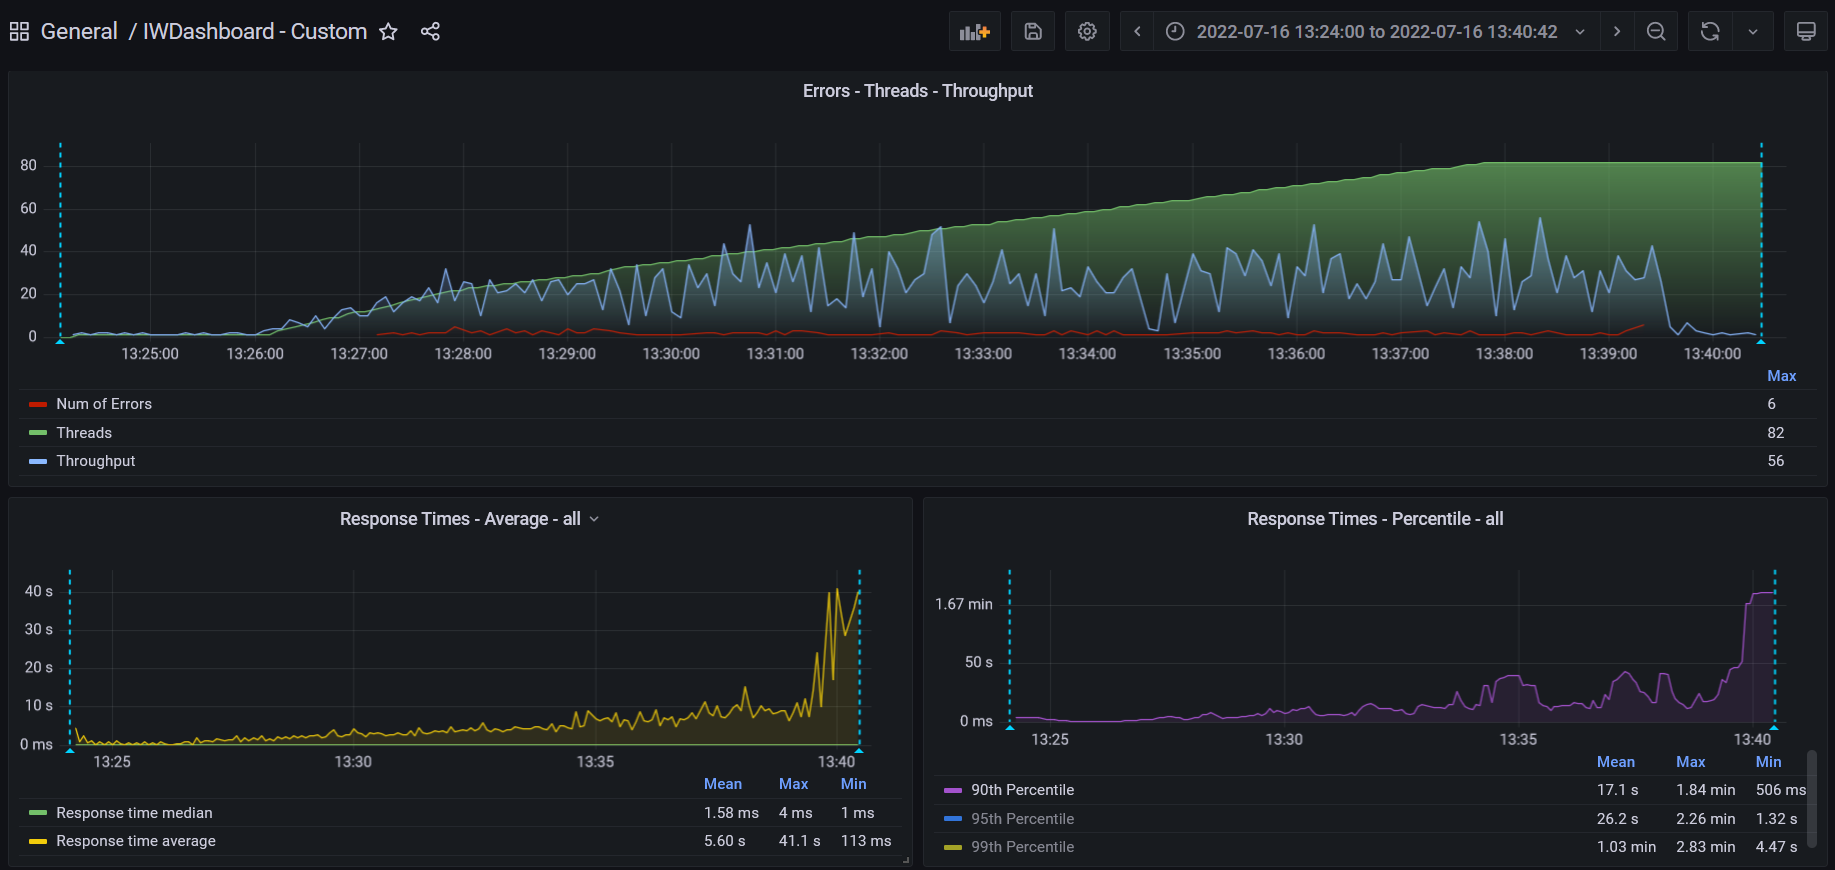 General / IWDashboard - Custom
2022-07-16 13:24:00 to 2022-07-16 13:40:42
Errors - Threads - Throughput
80
60
40
20
0
13:25:00 13:26:00 13:27:00 13:28:00 13:29:00 13:30:00 13:31:00 13:32:00 13:33:00 13:34:00 13:35:00 13:36:00 13:37:00 13:38:00 13:39:00 13:40:00
Max
Num of Errors 6
Threads 82
Throughput 56
Response Times - Average - all
40 s
30 s
20 s
10 s
0 ms
13:25 13:30 13:35 13:40
Mean Max Min
Response time median 1.58 ms 4 ms 1 ms
Response time average 5.60 s 41.1 s 113 ms
Response Times - Percentile - all
1.67 min
50 s
0 ms
13:25 13:30 13:35 13:40
Mean Max Min
90th Percentile 17.1 s 1.84 min 506 ms
95th Percentile 26.2 s 2.26 min 1.32 s
99th Percentile 1.03 min 2.83 min 4.47 s